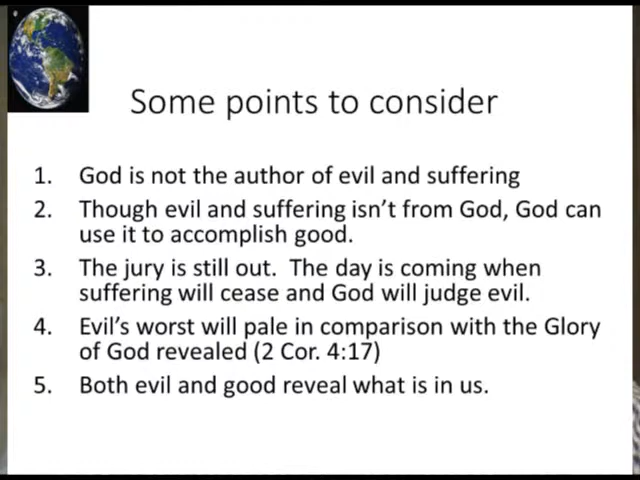 Some points to consider
1. God is not the author of evil and suffering
2. Though evil and suffering isn't from God, God can
use it to accomplish good.
3. The jury is still out.  The day is coming when
suffering will cease and God will judge evil.
4. Evil's worst will pale in comparison with the Glory
of God revealed (2 Cor. 4:17)
5. Both evil and good reveal what is in us.